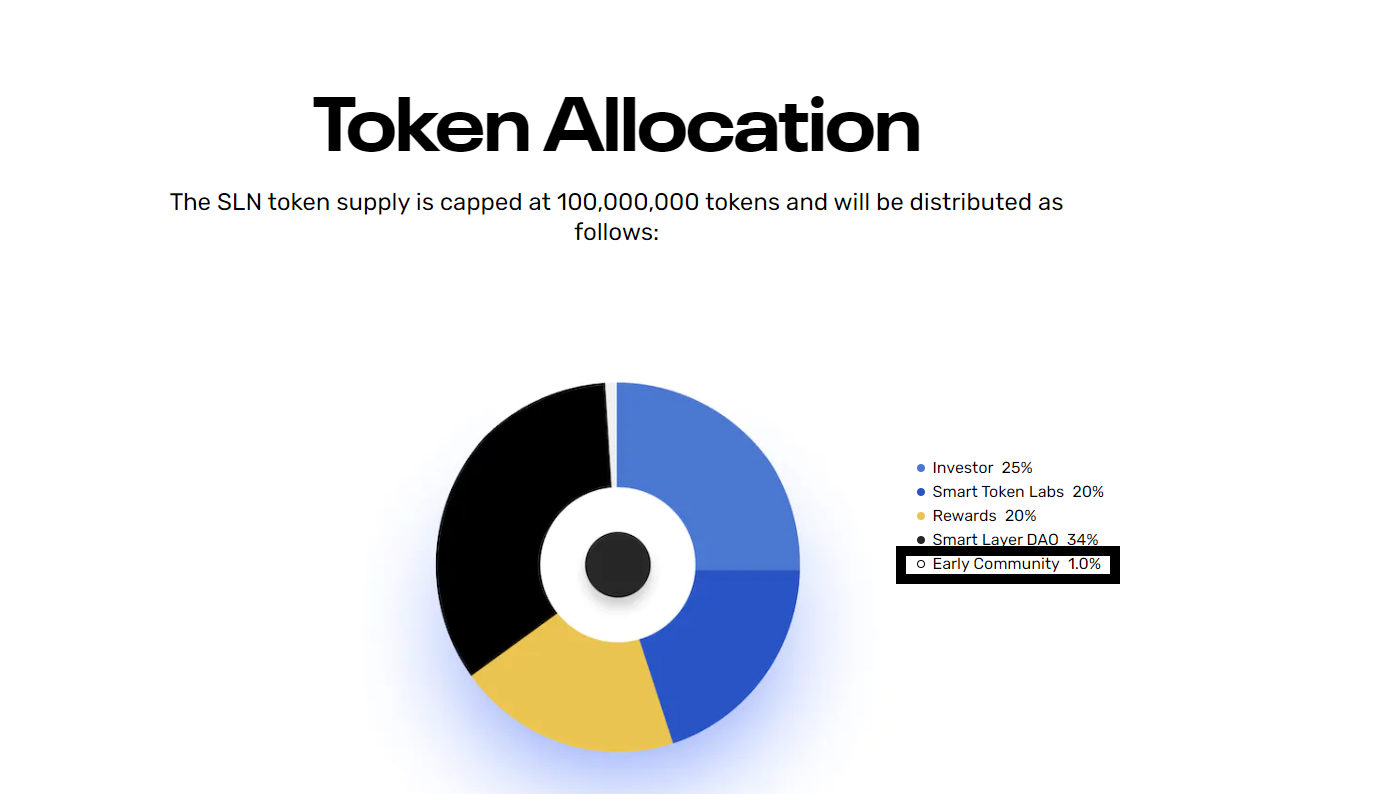 Token Allocation
The SLN token supply is capped at 100,000,000 tokens and will be distributed as
follows:
Investor 25%
Smart Token Labs 20%
Rewards 20%
Smart Layer DAO 34%
Early Community 1.0%